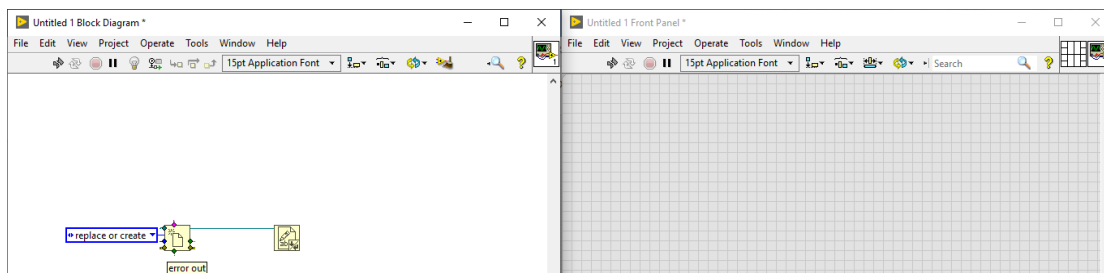 Untitled 1 Block Diagram *
File Edit View Project Operate Tools Window Help
15pt Application Font
1
replace or create
error out
Untitled 1 Front Panel *
File Edit View Project Operate Tools Window Help
15pt Application Font
Search